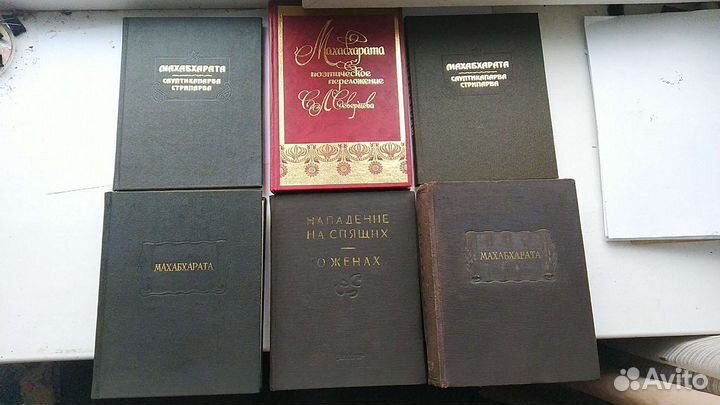 МАХАБХАРАТА
САУПТИКАПАРВА
СТРИПАРВА
Махабхарата
поэтическое
переложение
С.Л. Северцева
МАХАБХАРАТА
САУПТИКАПАРВА
СТРИПАРВА
МАХАБХАРАТА
НАПАДЕНИЕ
НА СПЯЩИХ
О ЖЕНАХ
МАХАБХАРАТА
Avito